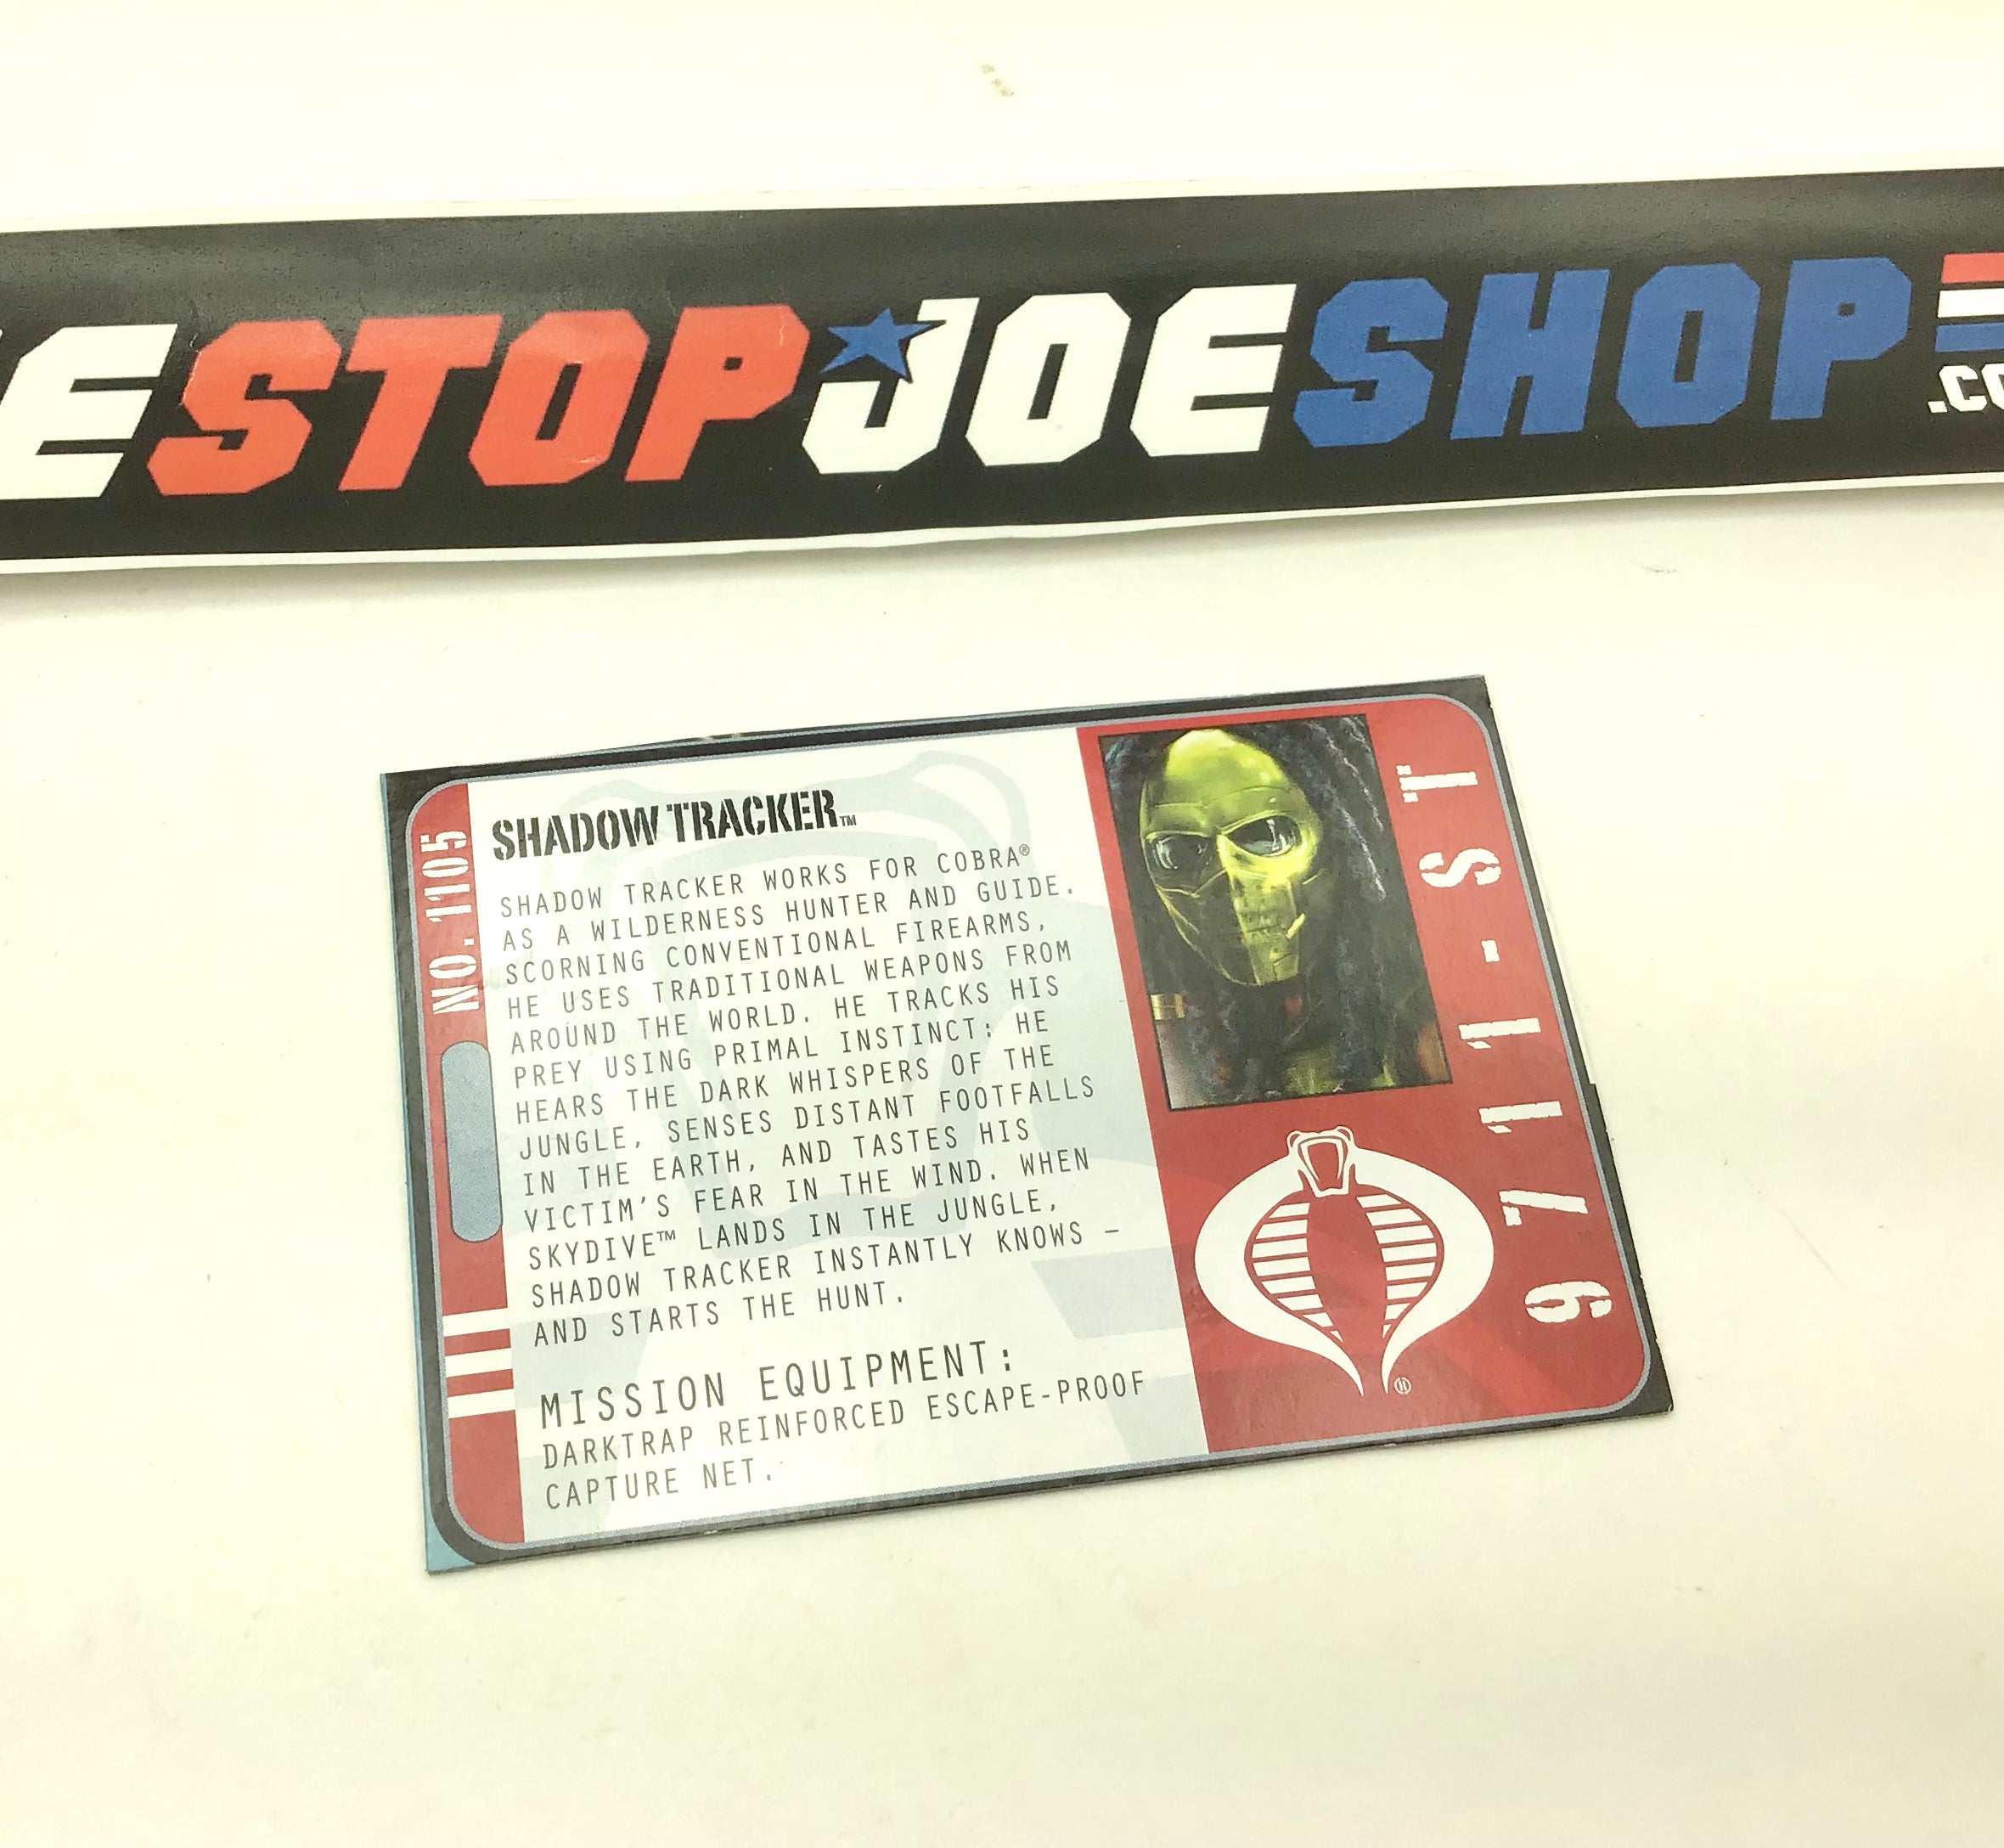 ESTOPJOESHOP
.CO
NO. 1105
SHADOW TRACKER™
SHADOW TRACKER WORKS FOR COBRA®
AS A WILDERNESS HUNTER AND GUIDE.
SCORNING CONVENTIONAL FIREARMS,
HE USES TRADITIONAL WEAPONS FROM
AROUND THE WORLD. HE TRACKS HIS
PREY USING PRIMAL INSTINCT: HE
HEARS THE DARK WHISPERS OF THE
JUNGLE, SENSES DISTANT FOOTFALLS
IN THE EARTH, AND TASTES HIS
VICTIM'S FEAR IN THE WIND. WHEN
SKYDIVE™ LANDS IN THE JUNGLE,
SHADOW TRACKER INSTANTLY KNOWS –
AND STARTS THE HUNT.
MISSION EQUIPMENT:
DARKTRAP REINFORCED ESCAPE-PROOF
CAPTURE NET.
6711-ST
®